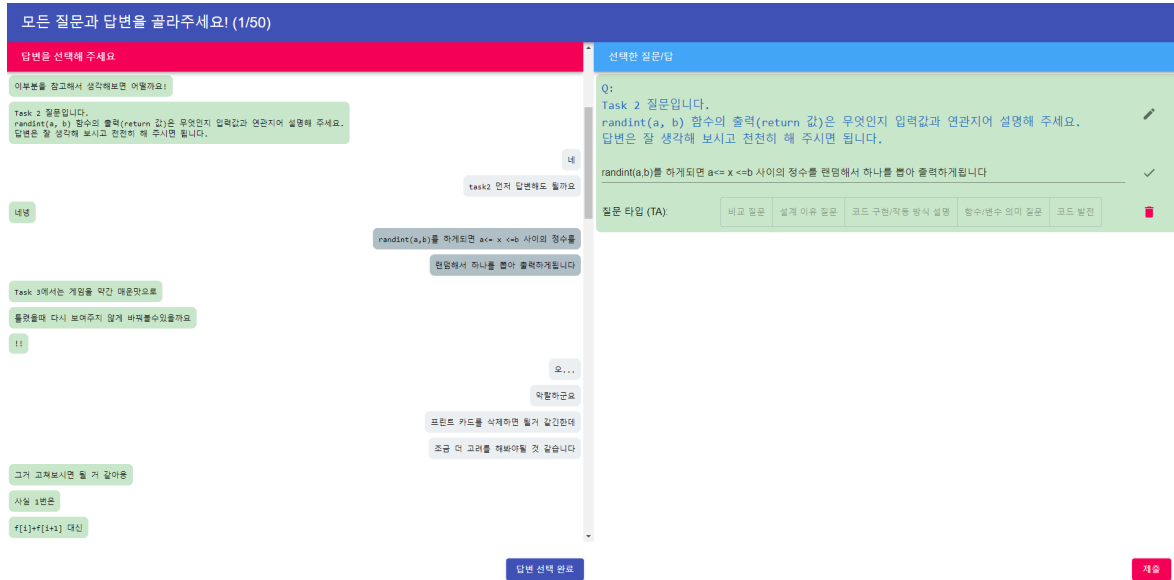 모든 질문과 답변을 골라주세요! (1/50)
답변을 선택해 주세요
이부분을 참고해서 생각해보면 어떨까요!
Task 2 질문입니다.
randint(a, b) 함수의 출력(return 값)은 무엇인지 입력값과 연관지어 설명해 주세요.
답변은 잘 생각해 보시고 천천히 해 주시면 됩니다.
네
task2 먼저 답변해도 될까요
네넹
randint(a,b)를 하게되면 a<= x <=b 사이의 정수를
랜덤해서 하나를 뽑아 출력하게됩니다
Task 3에서는 게임을 약간 매운맛으로
틀렸을때 다시 보여주지 않게 바꿔볼수있을까요
!!
오...
악랄하군요
프린트 카드를 삭제하면 될거 같긴한데
조금 더 고려를 해봐야될 것 같습니다
그거 고쳐보시면 될 거 같아용
사실 1번은
f[i]+f[i+1] 대신
답변 선택 완료
선택한 질문/답
Q:
Task 2 질문입니다.
randint(a, b) 함수의 출력(return 값)은 무엇인지 입력값과 연관지어 설명해 주세요.
답변은 잘 생각해 보시고 천천히 해 주시면 됩니다.
randint(a,b)를 하게되면 a<= x <=b 사이의 정수를 랜덤해서 하나를 뽑아 출력하게됩니다
질문 타입 (TA): 비교 질문 설계 이유 질문 코드 구현/작동 방식 설명 함수/변수 의미 질문 코드 발전
제출